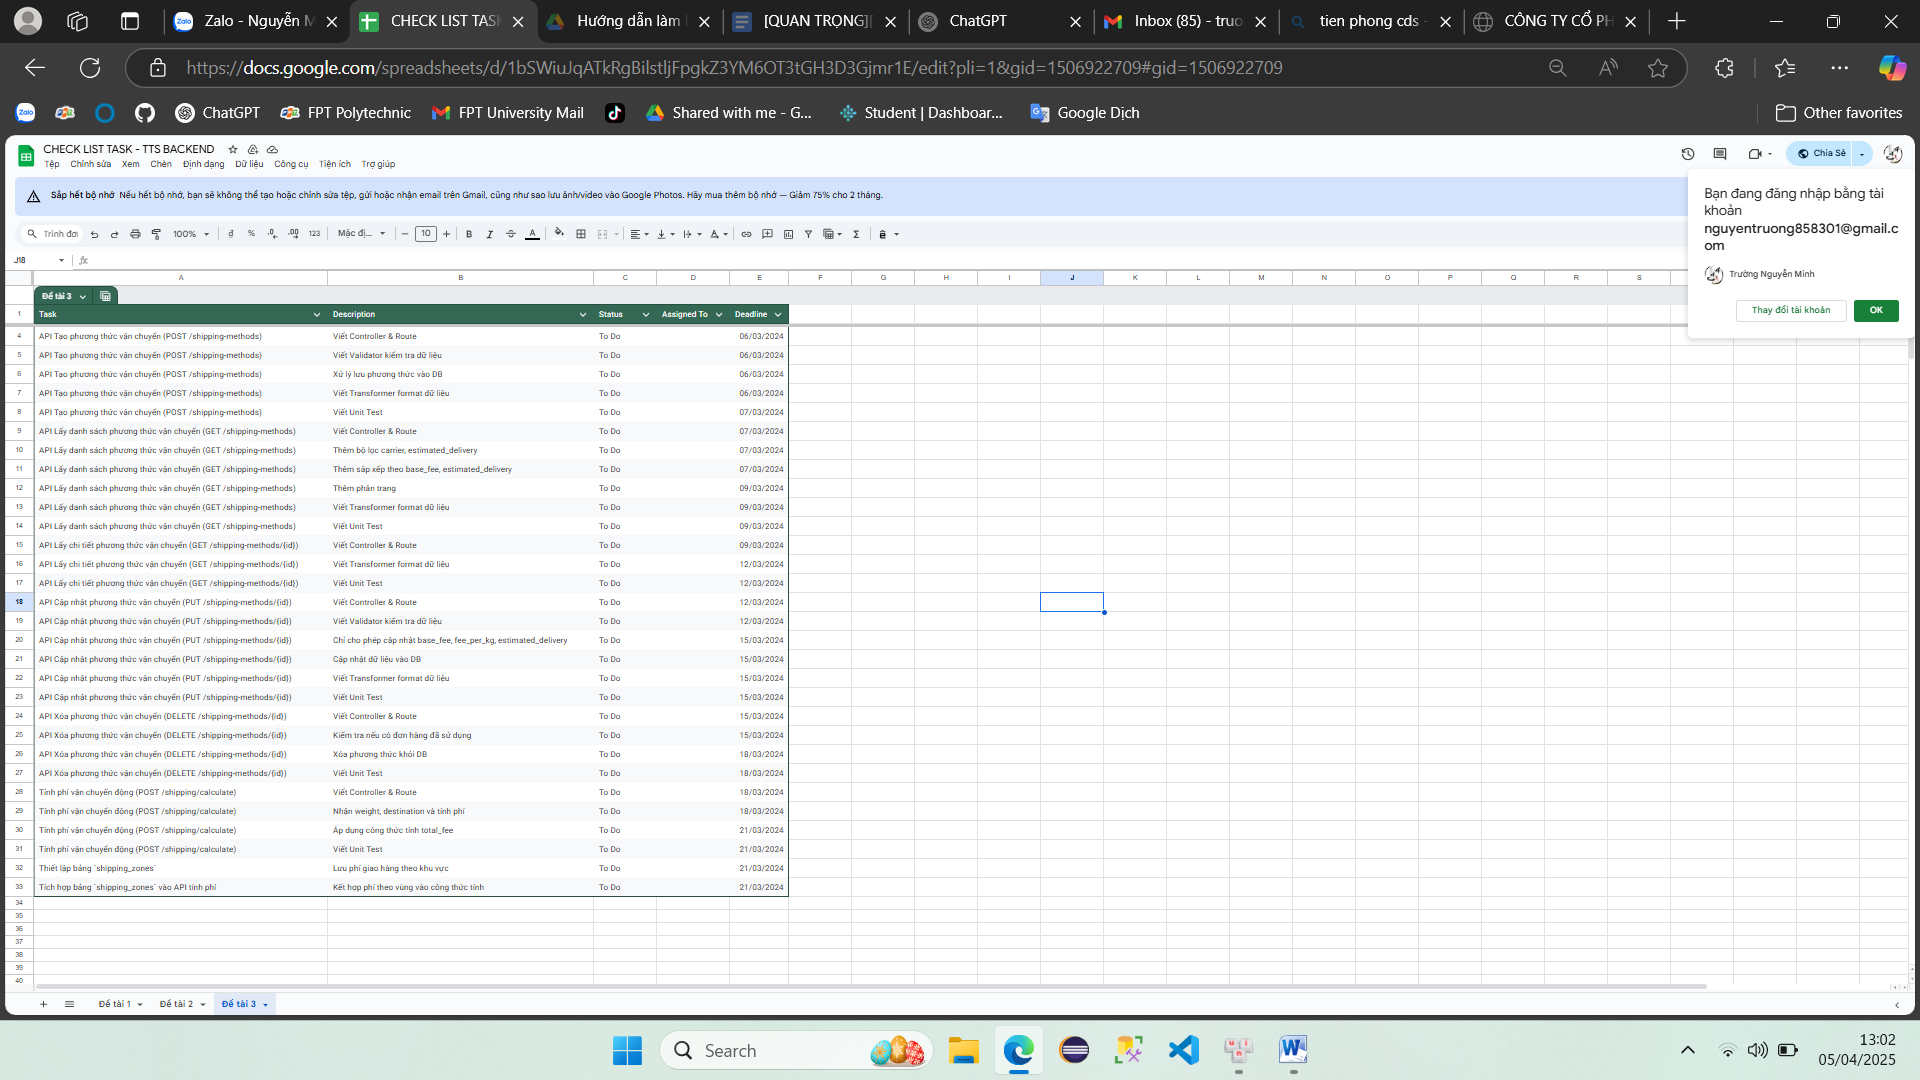 Zalo - Nguyễn M
CHECK LIST TASK
Hướng dẫn làm
[QUAN TRỌNG][
ChatGPT
Inbox (85) - truo
tien phong cds -
CÔNG TY CỔ PH
https://docs.google.com/spreadsheets/d/1bSWiuJqATkRgBilstljFpgkZ3YM6OT3tGH3D3Gjmr1E/edit?pli=1&gid=1506922709#gid=1506922709
Zalo
ChatGPT
FPT Polytechnic
FPT University Mail
Shared with me - G...
Student | Dashboar...
Google Dịch
Other favorites
CHECK LIST TASK - TTS BACKEND
Tệp Chỉnh sửa Xem Chèn Định dạng Dữ liệu Công cụ Tiện ích Trợ giúp
Chia Sẻ
Sắp hết bộ nhớ Nếu hết bộ nhớ, bạn sẽ không thể tạo hoặc chỉnh sửa tệp, gửi hoặc nhận email trên Gmail, cũng như sao lưu ảnh/video vào Google Photos. Hãy mua thêm bộ nhớ — Giảm 75% cho 2 tháng.
Bạn đang đăng nhập bằng tài
khoản
nguyentruong858301@gmail.c
om
Trường Nguyễn Minh
Thay đổi tài khoản OK
Trình đơn 100% đ % .0 .00 123 Mặc đị... 10 B I A
J18 fx
A B C D E F G H I J K L M N O P Q R S
Đề tài 3
1 Task Description Status Assigned To Deadline
4 API Tạo phương thức vận chuyển (POST /shipping-methods) Viết Controller & Route To Do 06/03/2024
5 API Tạo phương thức vận chuyển (POST /shipping-methods) Viết Validator kiểm tra dữ liệu To Do 06/03/2024
6 API Tạo phương thức vận chuyển (POST /shipping-methods) Xử lý lưu phương thức vào DB To Do 06/03/2024
7 API Tạo phương thức vận chuyển (POST /shipping-methods) Viết Transformer format dữ liệu To Do 06/03/2024
8 API Tạo phương thức vận chuyển (POST /shipping-methods) Viết Unit Test To Do 07/03/2024
9 API Lấy danh sách phương thức vận chuyển (GET /shipping-methods) Viết Controller & Route To Do 07/03/2024
10 API Lấy danh sách phương thức vận chuyển (GET /shipping-methods) Thêm bộ lọc carrier, estimated_delivery To Do 07/03/2024
11 API Lấy danh sách phương thức vận chuyển (GET /shipping-methods) Thêm sắp xếp theo base_fee, estimated_delivery To Do 07/03/2024
12 API Lấy danh sách phương thức vận chuyển (GET /shipping-methods) Thêm phân trang To Do 09/03/2024
13 API Lấy danh sách phương thức vận chuyển (GET /shipping-methods) Viết Transformer format dữ liệu To Do 09/03/2024
14 API Lấy danh sách phương thức vận chuyển (GET /shipping-methods) Viết Unit Test To Do 09/03/2024
15 API Lấy chi tiết phương thức vận chuyển (GET /shipping-methods/{id}) Viết Controller & Route To Do 09/03/2024
16 API Lấy chi tiết phương thức vận chuyển (GET /shipping-methods/{id}) Viết Transformer format dữ liệu To Do 12/03/2024
17 API Lấy chi tiết phương thức vận chuyển (GET /shipping-methods/{id}) Viết Unit Test To Do 12/03/2024
18 API Cập nhật phương thức vận chuyển (PUT /shipping-methods/{id}) Viết Controller & Route To Do 12/03/2024
19 API Cập nhật phương thức vận chuyển (PUT /shipping-methods/{id}) Viết Validator kiểm tra dữ liệu To Do 12/03/2024
20 API Cập nhật phương thức vận chuyển (PUT /shipping-methods/{id}) Chỉ cho phép cập nhật base_fee, fee_per_kg, estimated_delivery To Do 15/03/2024
21 API Cập nhật phương thức vận chuyển (PUT /shipping-methods/{id}) Cập nhật dữ liệu vào DB To Do 15/03/2024
22 API Cập nhật phương thức vận chuyển (PUT /shipping-methods/{id}) Viết Transformer format dữ liệu To Do 15/03/2024
23 API Cập nhật phương thức vận chuyển (PUT /shipping-methods/{id}) Viết Unit Test To Do 15/03/2024
24 API Xóa phương thức vận chuyển (DELETE /shipping-methods/{id}) Viết Controller & Route To Do 15/03/2024
25 API Xóa phương thức vận chuyển (DELETE /shipping-methods/{id}) Kiểm tra nếu có đơn hàng đã sử dụng To Do 15/03/2024
26 API Xóa phương thức vận chuyển (DELETE /shipping-methods/{id}) Xóa phương thức khỏi DB To Do 18/03/2024
27 API Xóa phương thức vận chuyển (DELETE /shipping-methods/{id}) Viết Unit Test To Do 18/03/2024
28 Tính phí vận chuyển động (POST /shipping/calculate) Viết Controller & Route To Do 18/03/2024
29 Tính phí vận chuyển động (POST /shipping/calculate) Nhận weight, destination và tính phí To Do 18/03/2024
30 Tính phí vận chuyển động (POST /shipping/calculate) Áp dụng công thức tính total_fee To Do 21/03/2024
31 Tính phí vận chuyển động (POST /shipping/calculate) Viết Unit Test To Do 21/03/2024
32 Thiết lập bảng `shipping_zones` Lưu phí giao hàng theo khu vực To Do 21/03/2024
33 Tích hợp bảng `shipping_zones` vào API tính phí Kết hợp phí theo vùng vào công thức tính To Do 21/03/2024
34
35
36
37
38
39
40
Đề tài 1 Đề tài 2 Đề tài 3
Search
13:02
05/04/2025